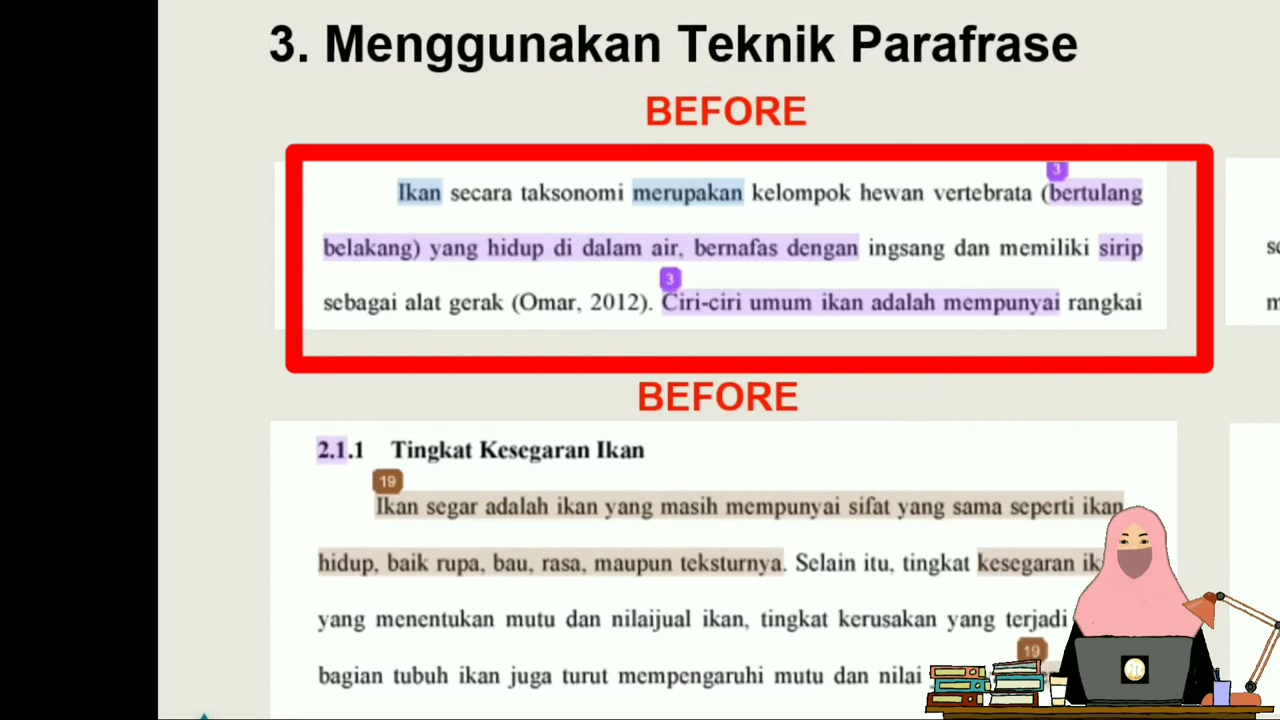 3. Menggunakan Teknik Parafrase
BEFORE
3
Ikan secara taksonomi merupakan kelompok hewan vertebrata (bertulang
belakang) yang hidup di dalam air, bernafas dengan ingsang dan memiliki sirip
3
sebagai alat gerak (Omar, 2012). Ciri-ciri umum ikan adalah mempunyai rangkai
BEFORE
2.1.1 Tingkat Kesegaran Ikan
19
Ikan segar adalah ikan yang masih mempunyai sifat yang sama seperti ikan
hidup, baik rupa, bau, rasa, maupun teksturnya. Selain itu, tingkat kesegaran
yang menentukan mutu dan nilaijual ikan, tingkat kerusakan yang terjadi
19
bagian tubuh ikan juga turut mempengaruhi mutu dan nilai